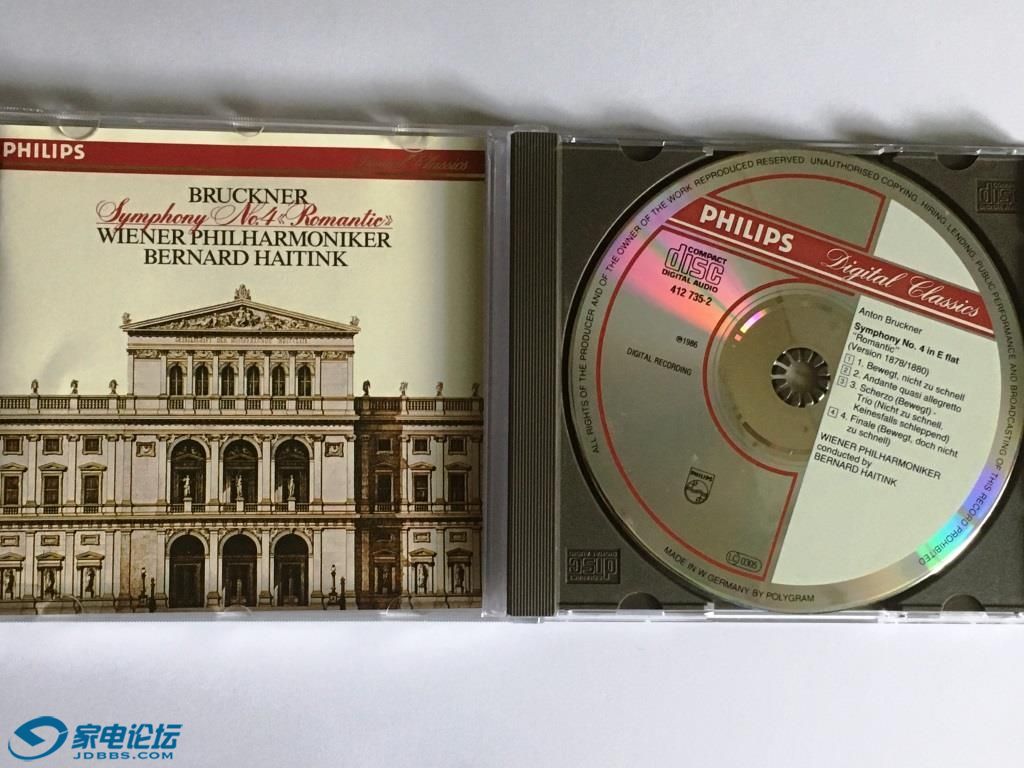 PHILIPS
Digital Classics
BRUCKNER
Symphony No.4 «Romantic»
WIENER PHILHARMONIKER
BERNARD HAITINK
ALL RIGHTS OF THE PRODUCER AND OF THE OWNER OF THE WORK REPRODUCED RESERVED. UNAUTHORISED COPYING, HIRING, LENDING, PUBLIC PERFORMANCE AND BROADCASTING OF THIS RECORD PROHIBITED
PHILIPS
Digital Classics
COMPACT
disc
DIGITAL AUDIO
412 735-2
℗1986
DIGITAL RECORDING
Anton Bruckner
Symphony No. 4 in E flat
"Romantic"
(Version 1878/1880)
1 1. Bewegt, nicht zu schnell
2 2. Andante quasi allegretto
3 3. Scherzo (Bewegt) -
Trio (Nicht zu schnell.
Keinesfalls schleppend)
4 4. Finale (Bewegt, doch nicht
zu schnell)
WIENER PHILHARMONIKER
conducted by
BERNARD HAITINK
PHILIPS
LC 0305
MADE IN W. GERMANY BY POLYGRAM
disc
disc
家电论坛
JDBBS.COM